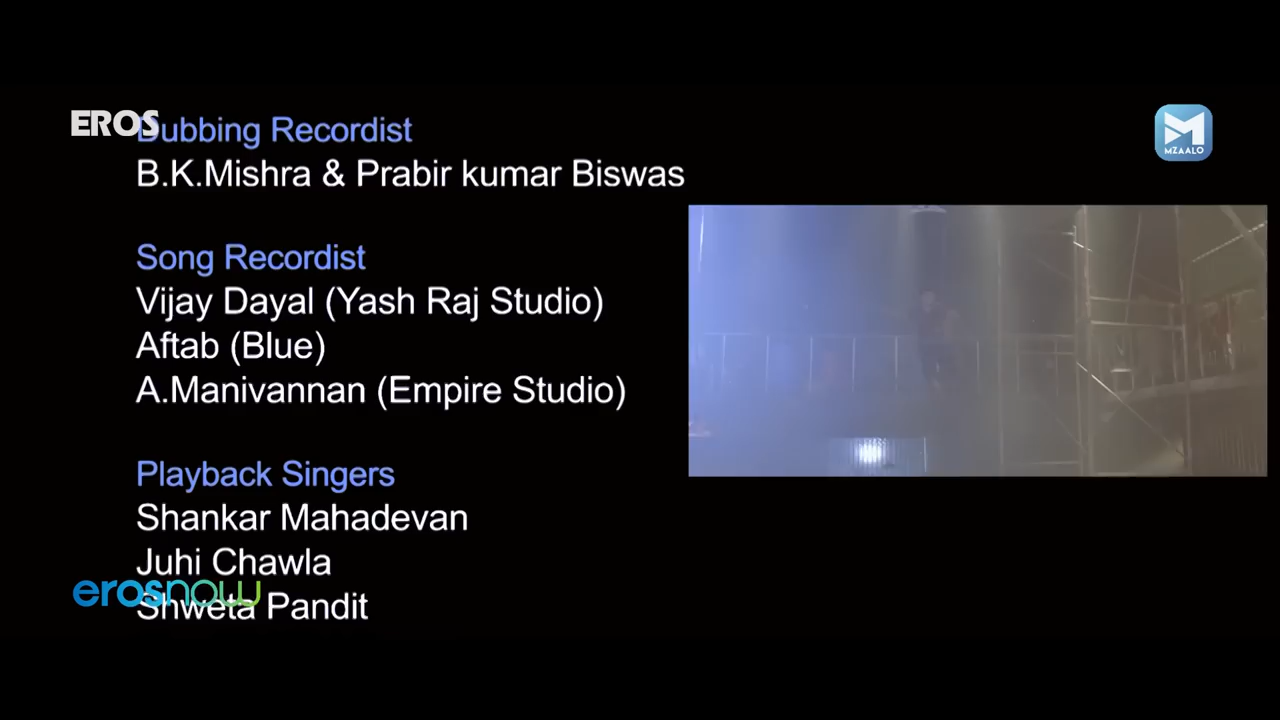 EROS
MZAALO
Dubbing Recordist
B.K.Mishra & Prabir kumar Biswas
Song Recordist
Vijay Dayal (Yash Raj Studio)
Aftab (Blue)
A.Manivannan (Empire Studio)
Playback Singers
Shankar Mahadevan
Juhi Chawla
erosnow
Shweta Pandit